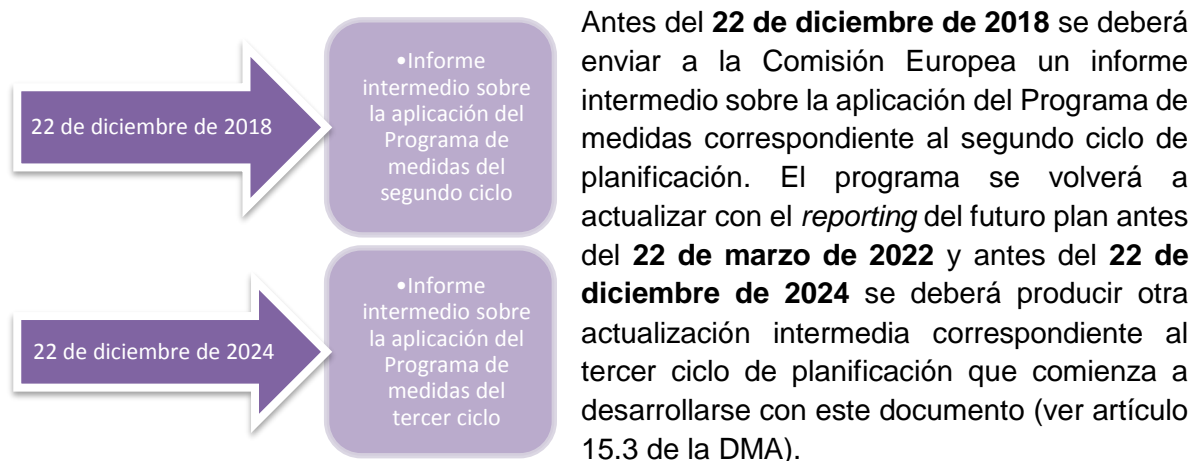 22 de diciembre de 2018
•Informe
intermedio sobre
la aplicación del
Programa de
medidas del
segundo ciclo
22 de diciembre de 2024
•Informe
intermedio sobre
la aplicación del
Programa de
medidas del
tercer ciclo
Antes del 22 de diciembre de 2018 se deberá
enviar a la Comisión Europea un informe
intermedio sobre la aplicación del Programa de
medidas correspondiente al segundo ciclo de
planificación. El programa se volverá a
actualizar con el reporting del futuro plan antes
del 22 de marzo de 2022 y antes del 22 de
diciembre de 2024 se deberá producir otra
actualización intermedia correspondiente al
tercer ciclo de planificación que comienza a
desarrollarse con este documento (ver artículo
15.3 de la DMA).